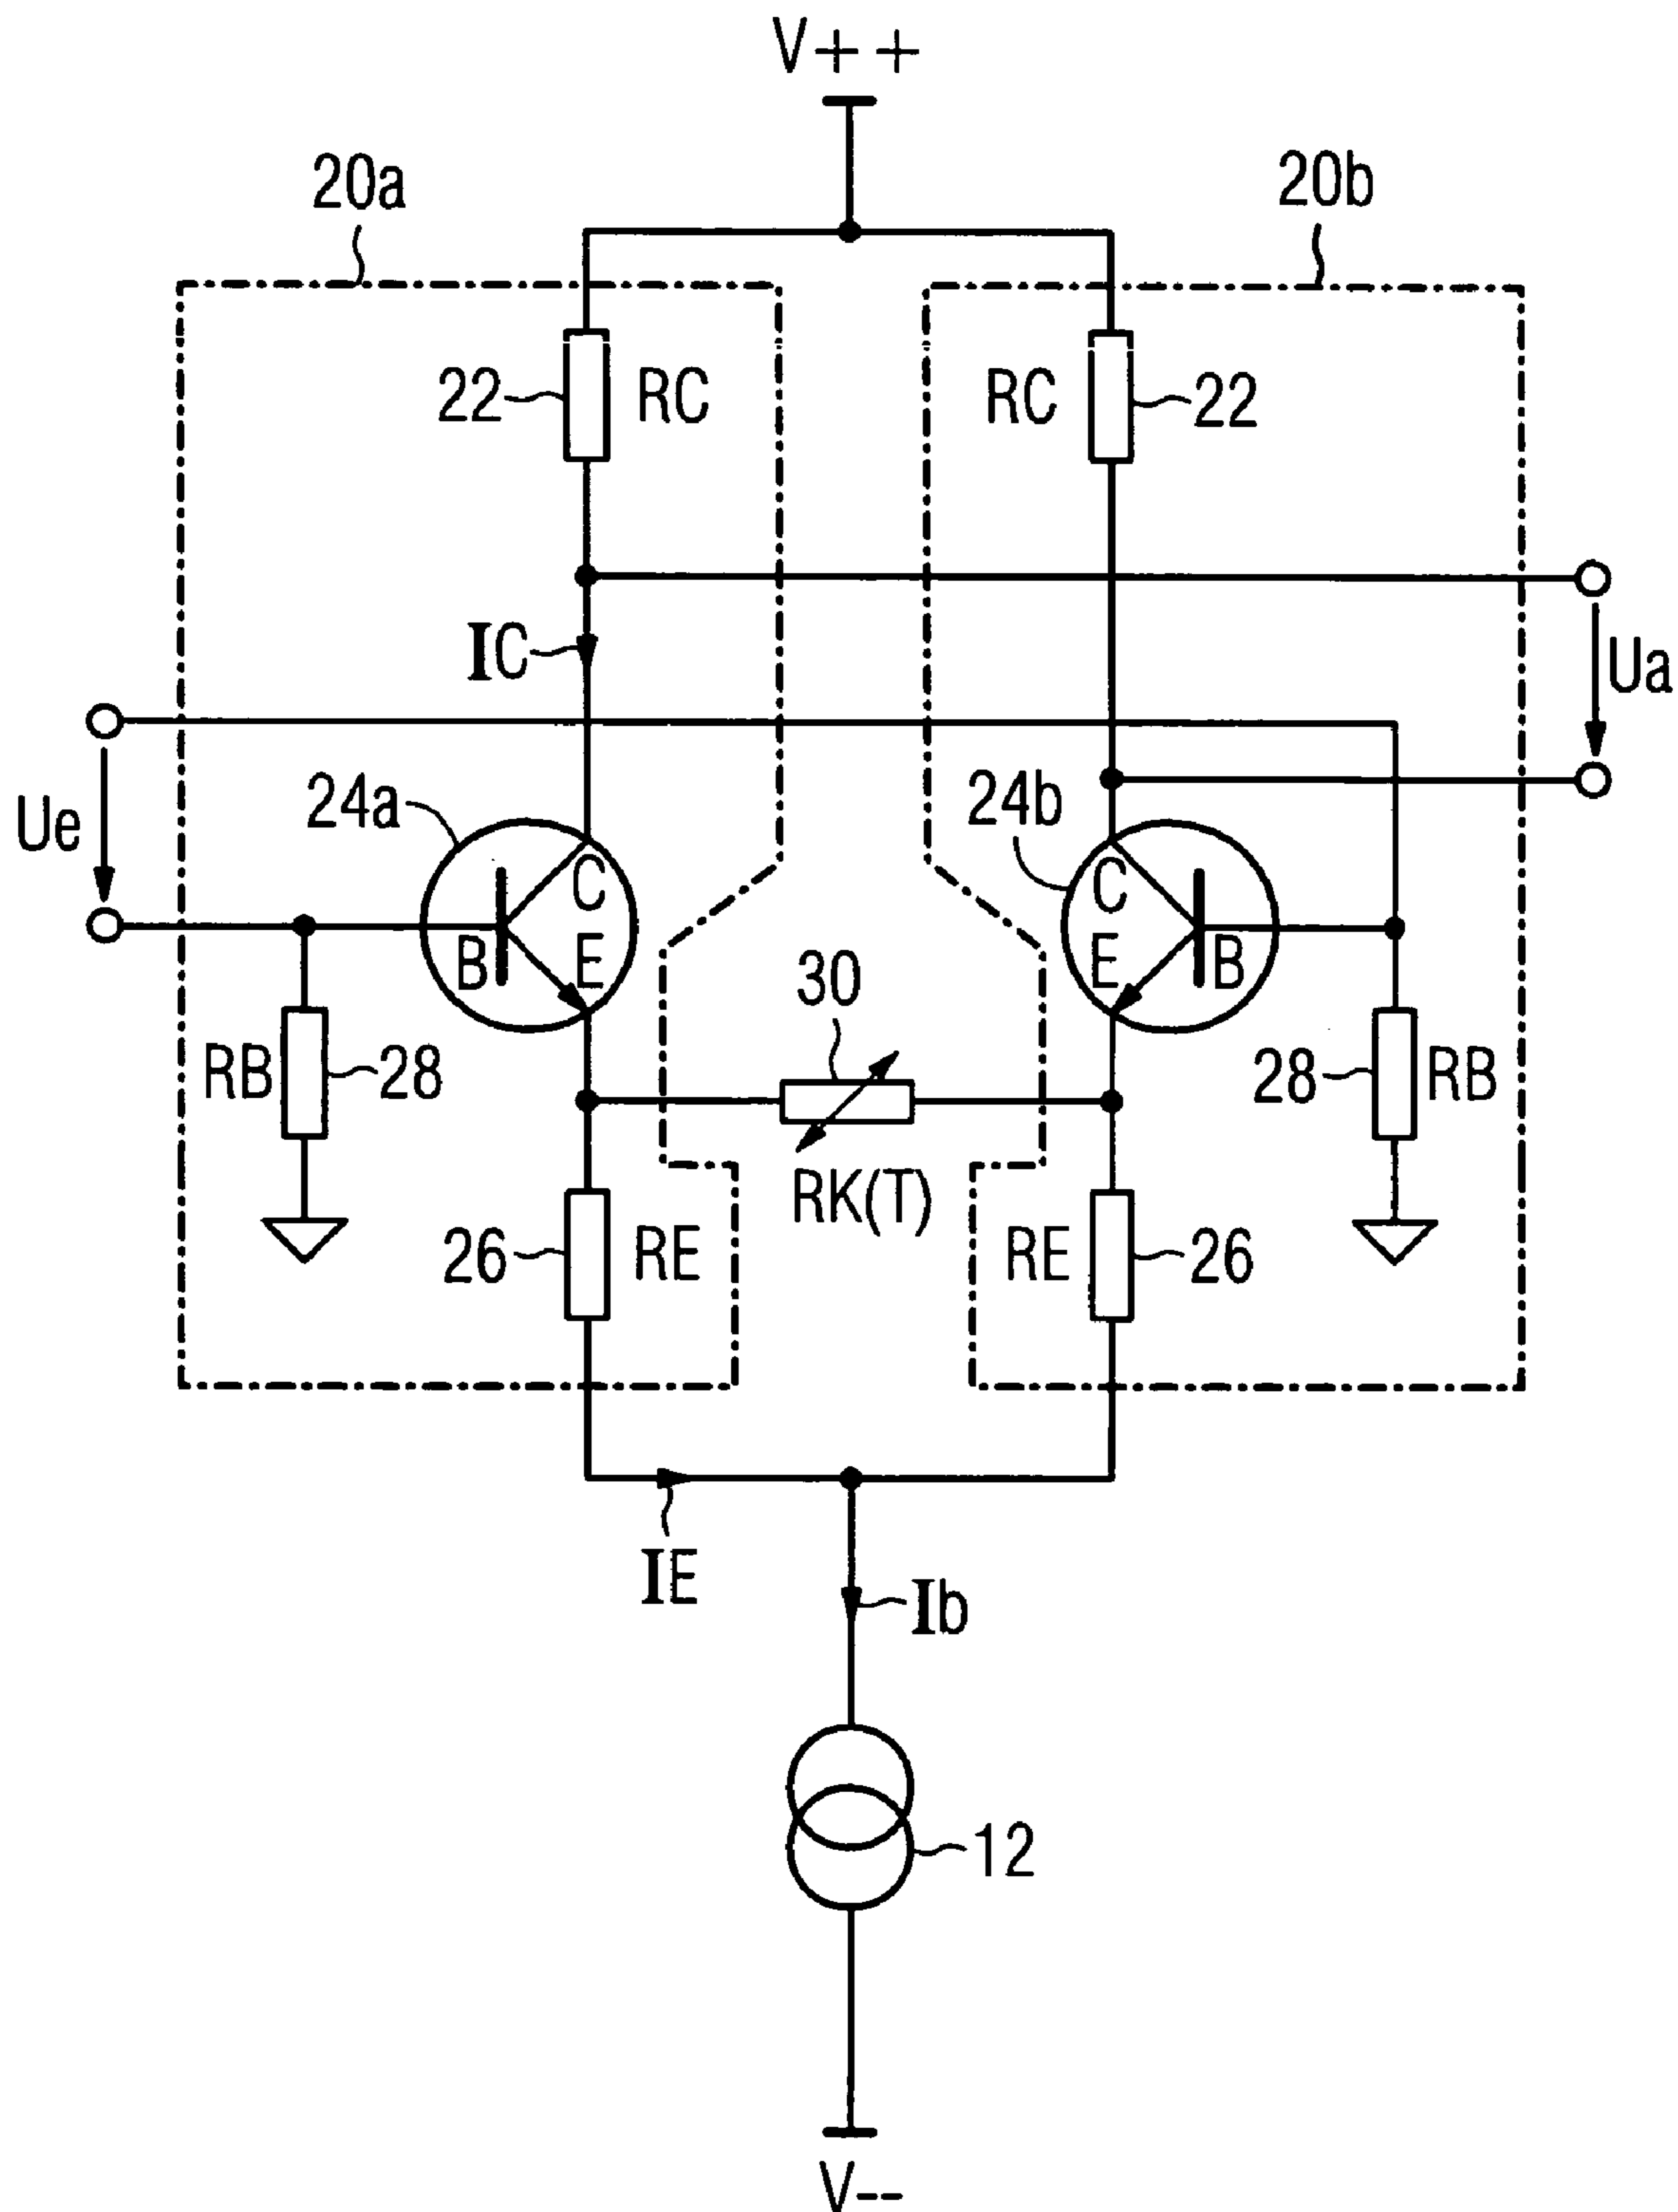 V++
20a
20b
22
RC
RC
22
IC
Ua
Ue
24a
24b
C
C
B
E
E
B
30
RB
28
28
RB
RK(T)
26
RE
RE
26
IE
Ib
12
V--